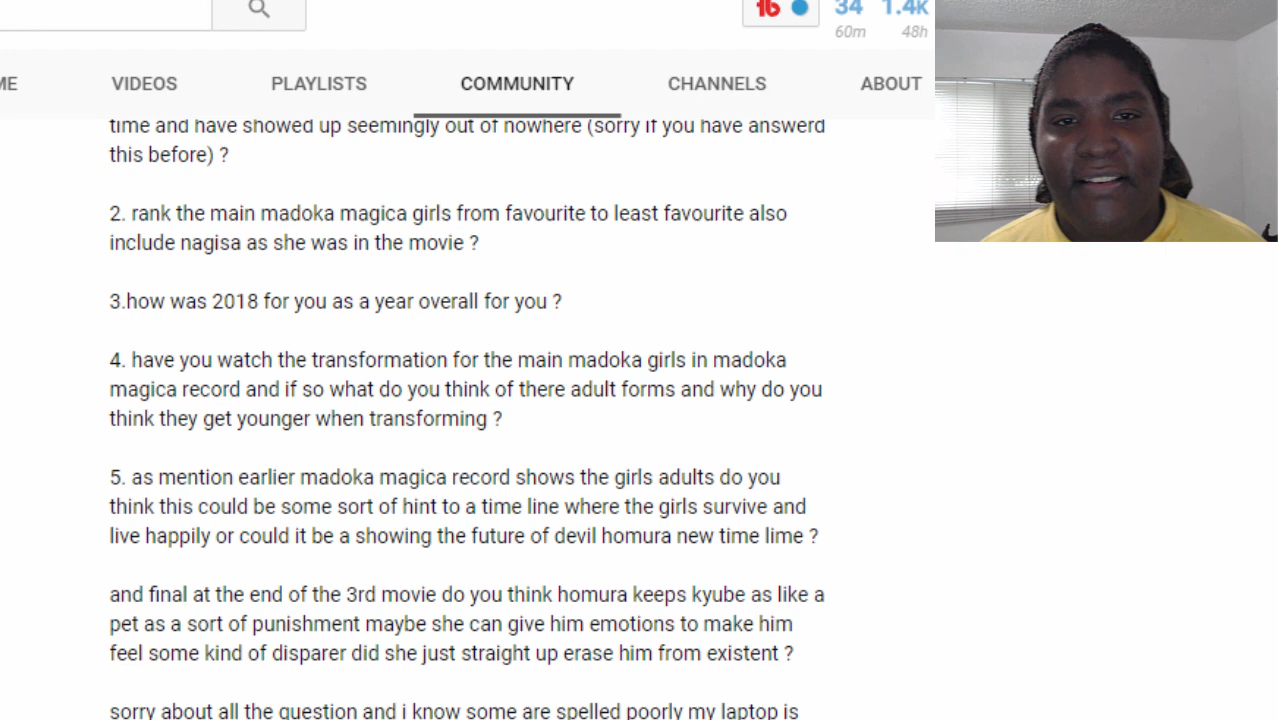 34 1.4K
60m 48h
ME VIDEOS PLAYLISTS COMMUNITY CHANNELS ABOUT
time and have showed up seemingly out of nowhere (sorry if you have answerd
this before) ?
2. rank the main madoka magica girls from favourite to least favourite also
include nagisa as she was in the movie ?
3.how was 2018 for you as a year overall for you ?
4. have you watch the transformation for the main madoka girls in madoka
magica record and if so what do you think of there adult forms and why do you
think they get younger when transforming ?
5. as mention earlier madoka magica record shows the girls adults do you
think this could be some sort of hint to a time line where the girls survive and
live happily or could it be a showing the future of devil homura new time lime ?
and final at the end of the 3rd movie do you think homura keeps kyube as like a
pet as a sort of punishment maybe she can give him emotions to make him
feel some kind of disparer did she just straight up erase him from existent ?
sorry about all the question and i know some are spelled poorly my laptop is